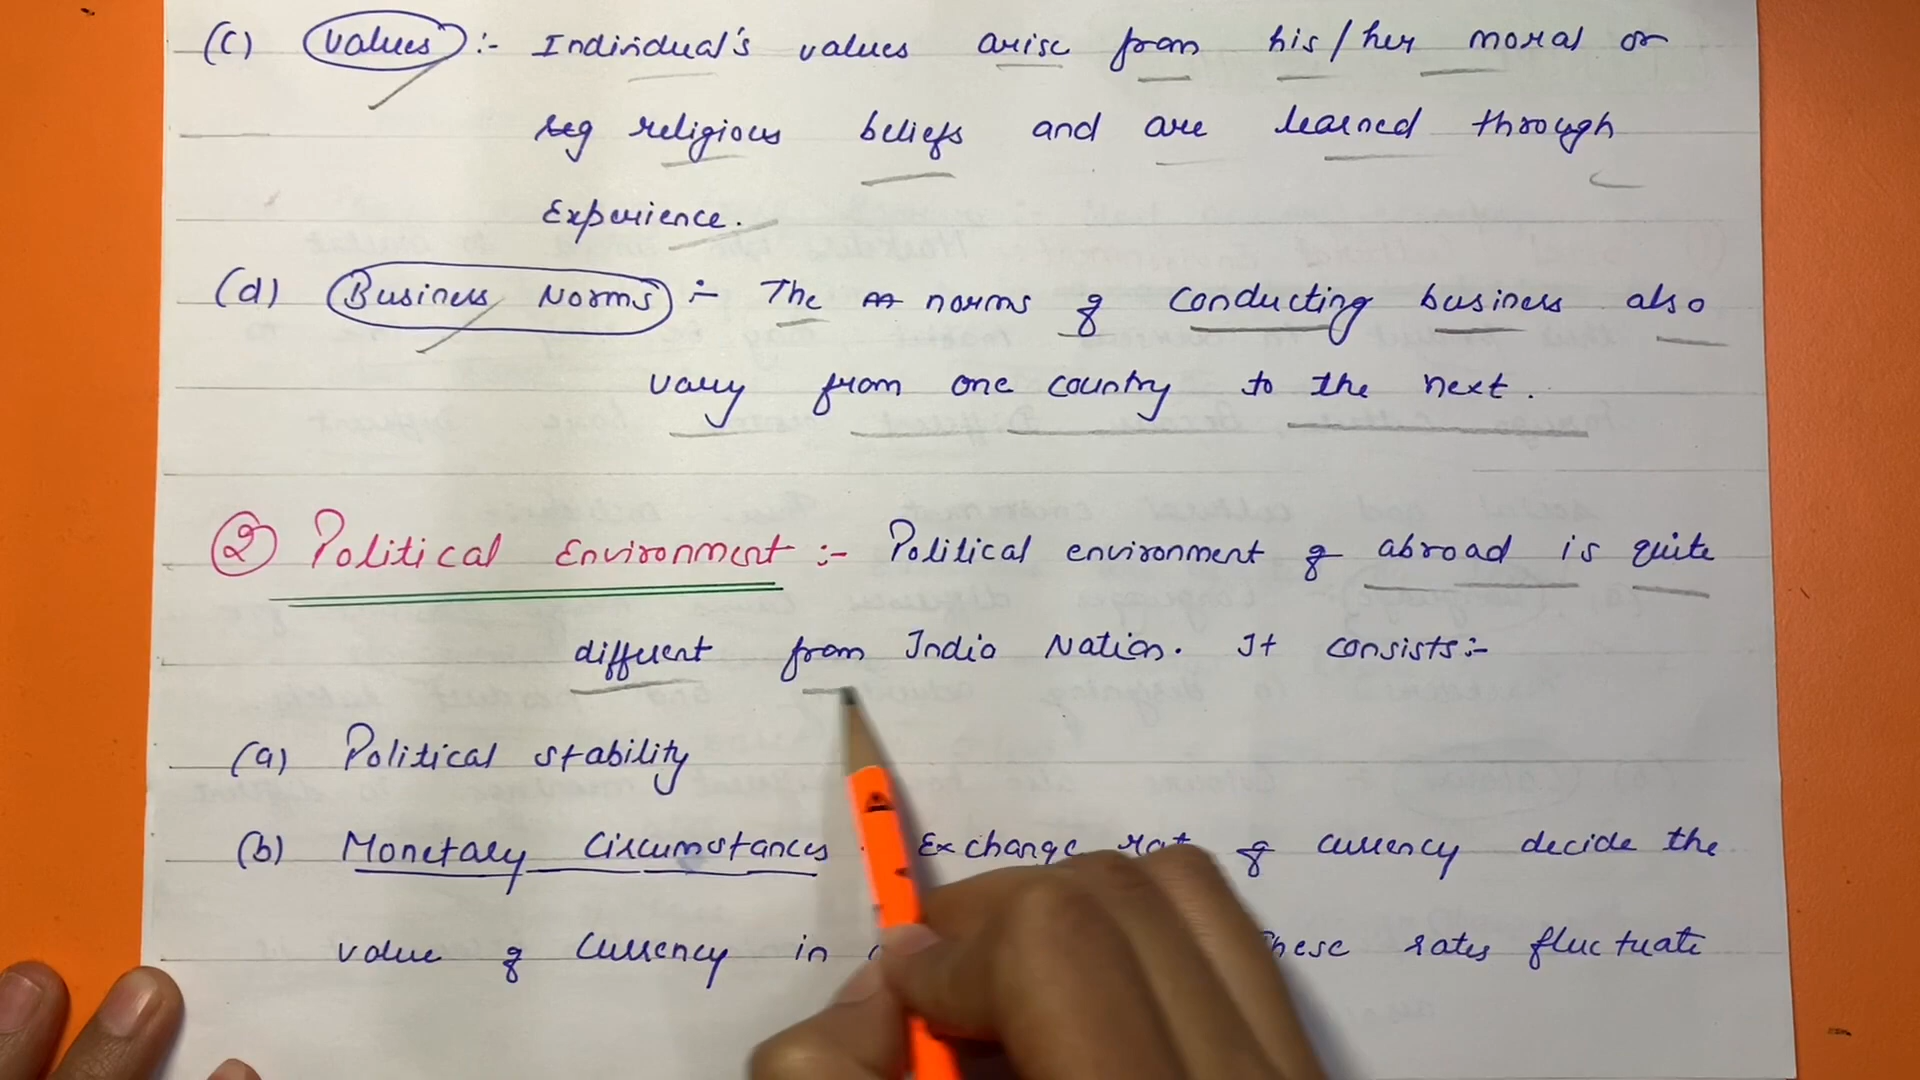 (c) Values :- Individual's values arise from his/her moral or
religious beliefs and are learned through
Experience.
(d) Business Norms :- The norms of conducting business also
vary from one country to the next.
② Political Environment :- Political environment of abroad is quite
different from India Nation. It consists:-
(a) Political stability
(b) Monetary Circumstances Exchange rate of currency decide the
value of currency in these rates fluctuate